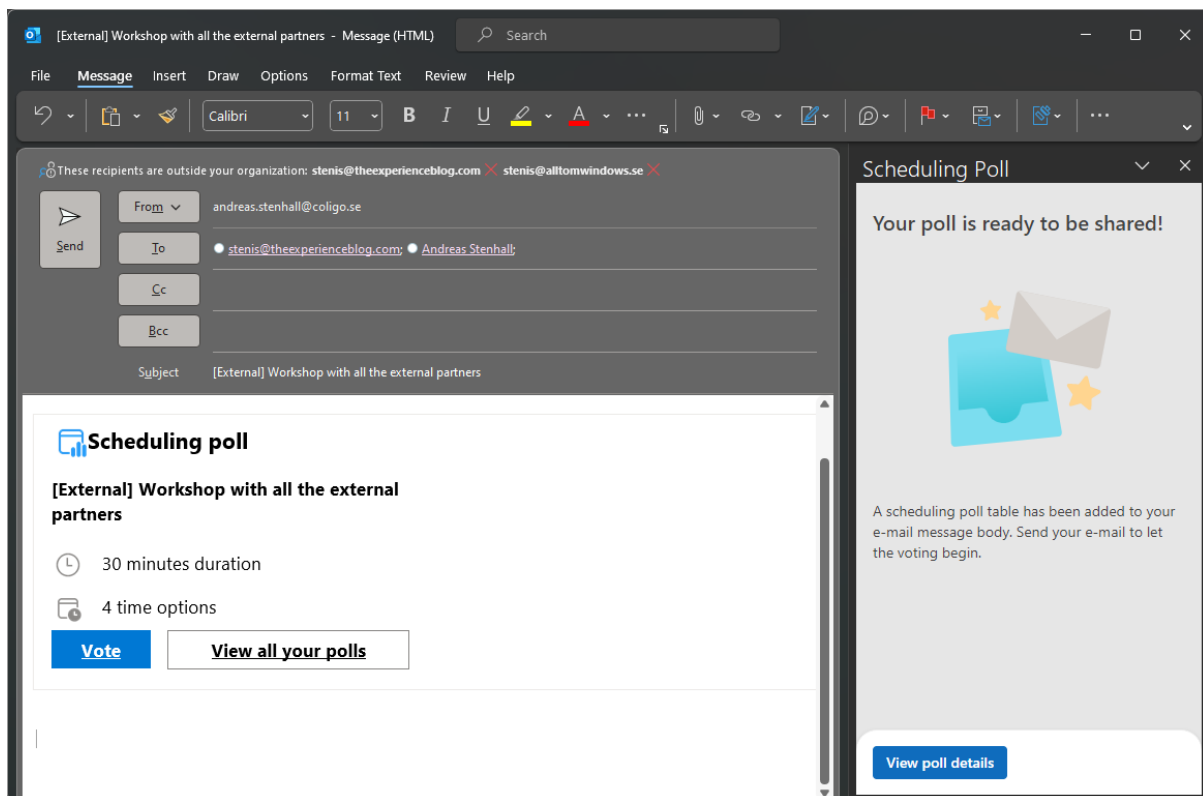 [External] Workshop with all the external partners - Message (HTML)
Search
File Message Insert Draw Options Format Text Review Help
Calibri
11
B I U A
These recipients are outside your organization: stenis@theexperienceblog.com stenis@alltomwindows.se
Send
From
andreas.stenhall@coligo.se
To
stenis@theexperienceblog.com; Andreas Stenhall;
Cc
Bcc
Subject
[External] Workshop with all the external partners
Scheduling poll
[External] Workshop with all the external
partners
30 minutes duration
4 time options
Vote
View all your polls
Scheduling Poll
Your poll is ready to be shared!
A scheduling poll table has been added to your
e-mail message body. Send your e-mail to let
the voting begin.
View poll details